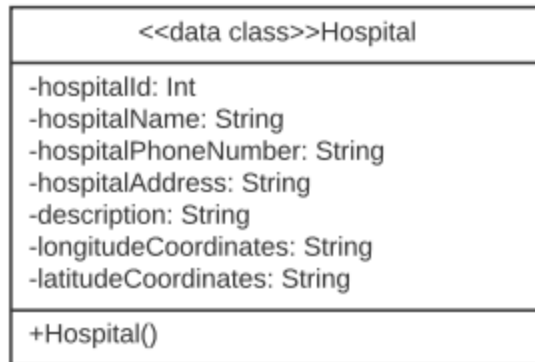 <<data class>>Hospital
-hospitalId: Int
-hospitalName: String
-hospitalPhoneNumber: String
-hospitalAddress: String
-description: String
-longitudeCoordinates: String
-latitudeCoordinates: String
+Hospital()